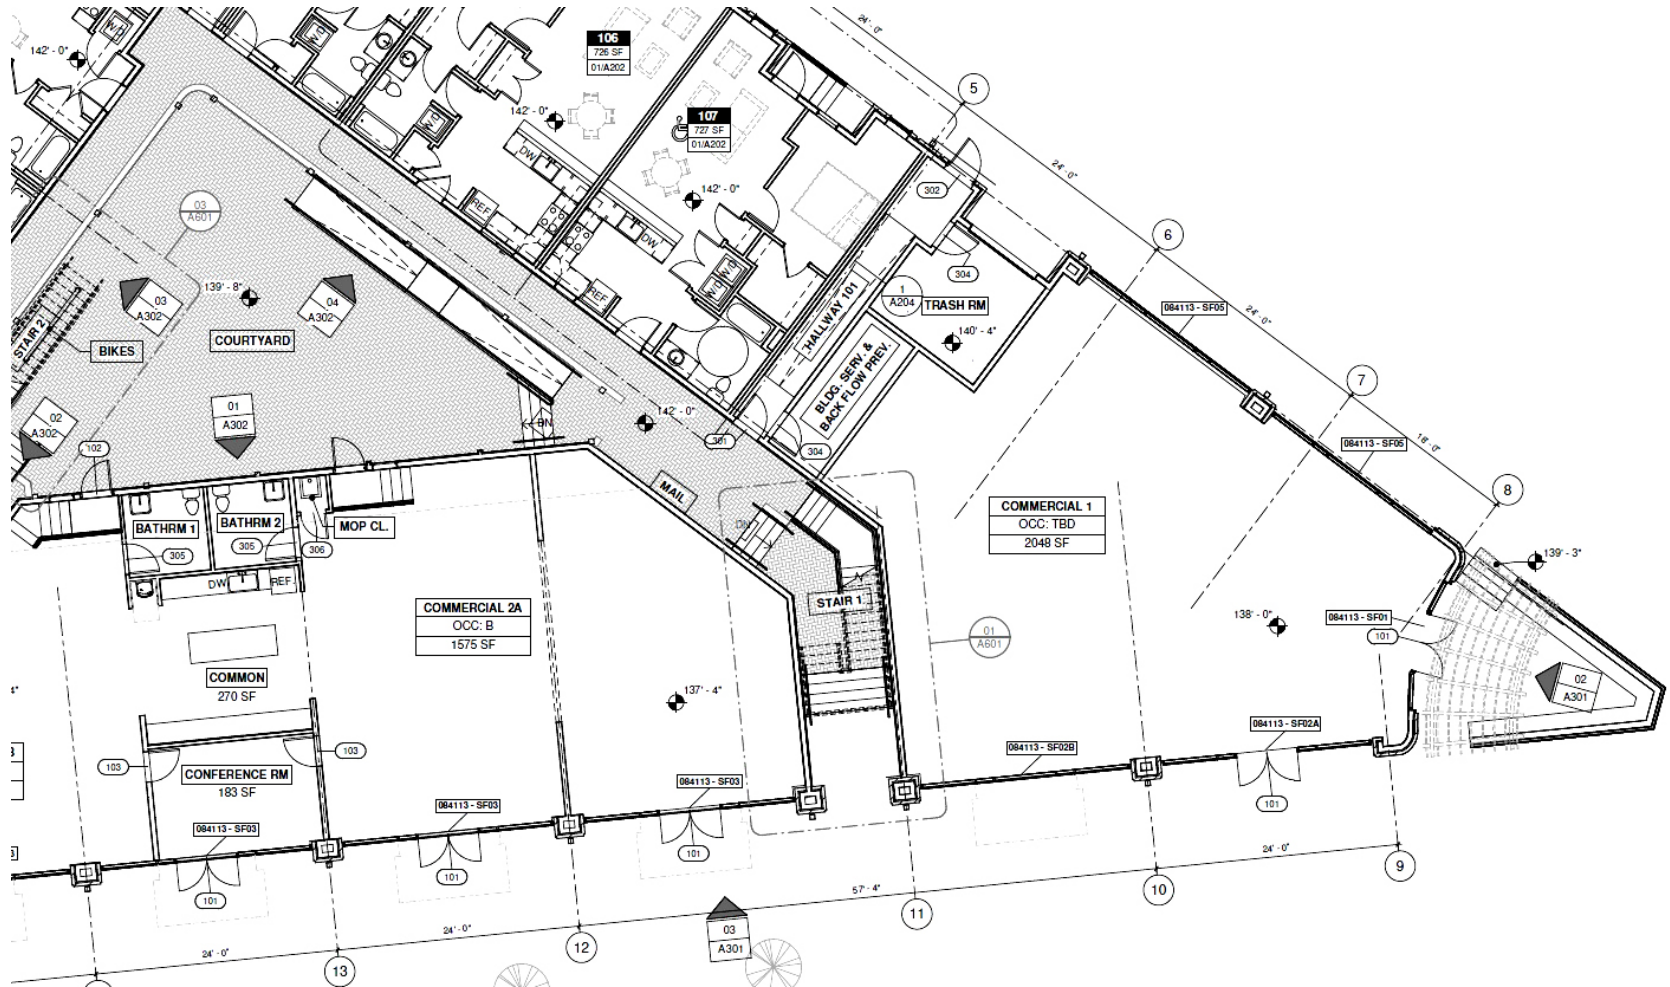 24' - 0"
5
W/D
142' - 0"
W/D
106
726 SF
01/A202
107
727 SF
01/A202
142' - 0"
W/D
DW
24' - 0"
302
6
142' - 0"
REF
DW
03
A601
304
W/D
W/D
REF
1
A204
TRASH RM
HALLWAY 101
140' - 4"
084113 - SF05
24' - 0"
139' - 8"
03
A302
04
A302
COURTYARD
STAIR 2
BIKES
BLDG. SERV. &
BACK FLOW PREV.
7
01
A302
02
A302
DN
142' - 0"
301
304
084113 - SF05
18' - 0"
102
8
MAIL
BATHRM 1
BATHRM 2
MOP CL.
305
305
306
DN
COMMERCIAL 1
OCC: TBD
2048 SF
139' - 3"
DW
REF.
COMMERCIAL 2A
OCC: B
1575 SF
STAIR 1
138' - 0"
084113 - SF01
101
01
A601
COMMON
270 SF
4"
137' - 4"
02
A301
084113 - SF02A
084113 - SF02B
103
103
CONFERENCE RM
183 SF
084113 - SF03
084113 - SF03
084113 - SF03
101
101
101
101
24' - 0"
9
57' - 4"
10
11
03
A301
24' - 0"
12
24' - 0"
13